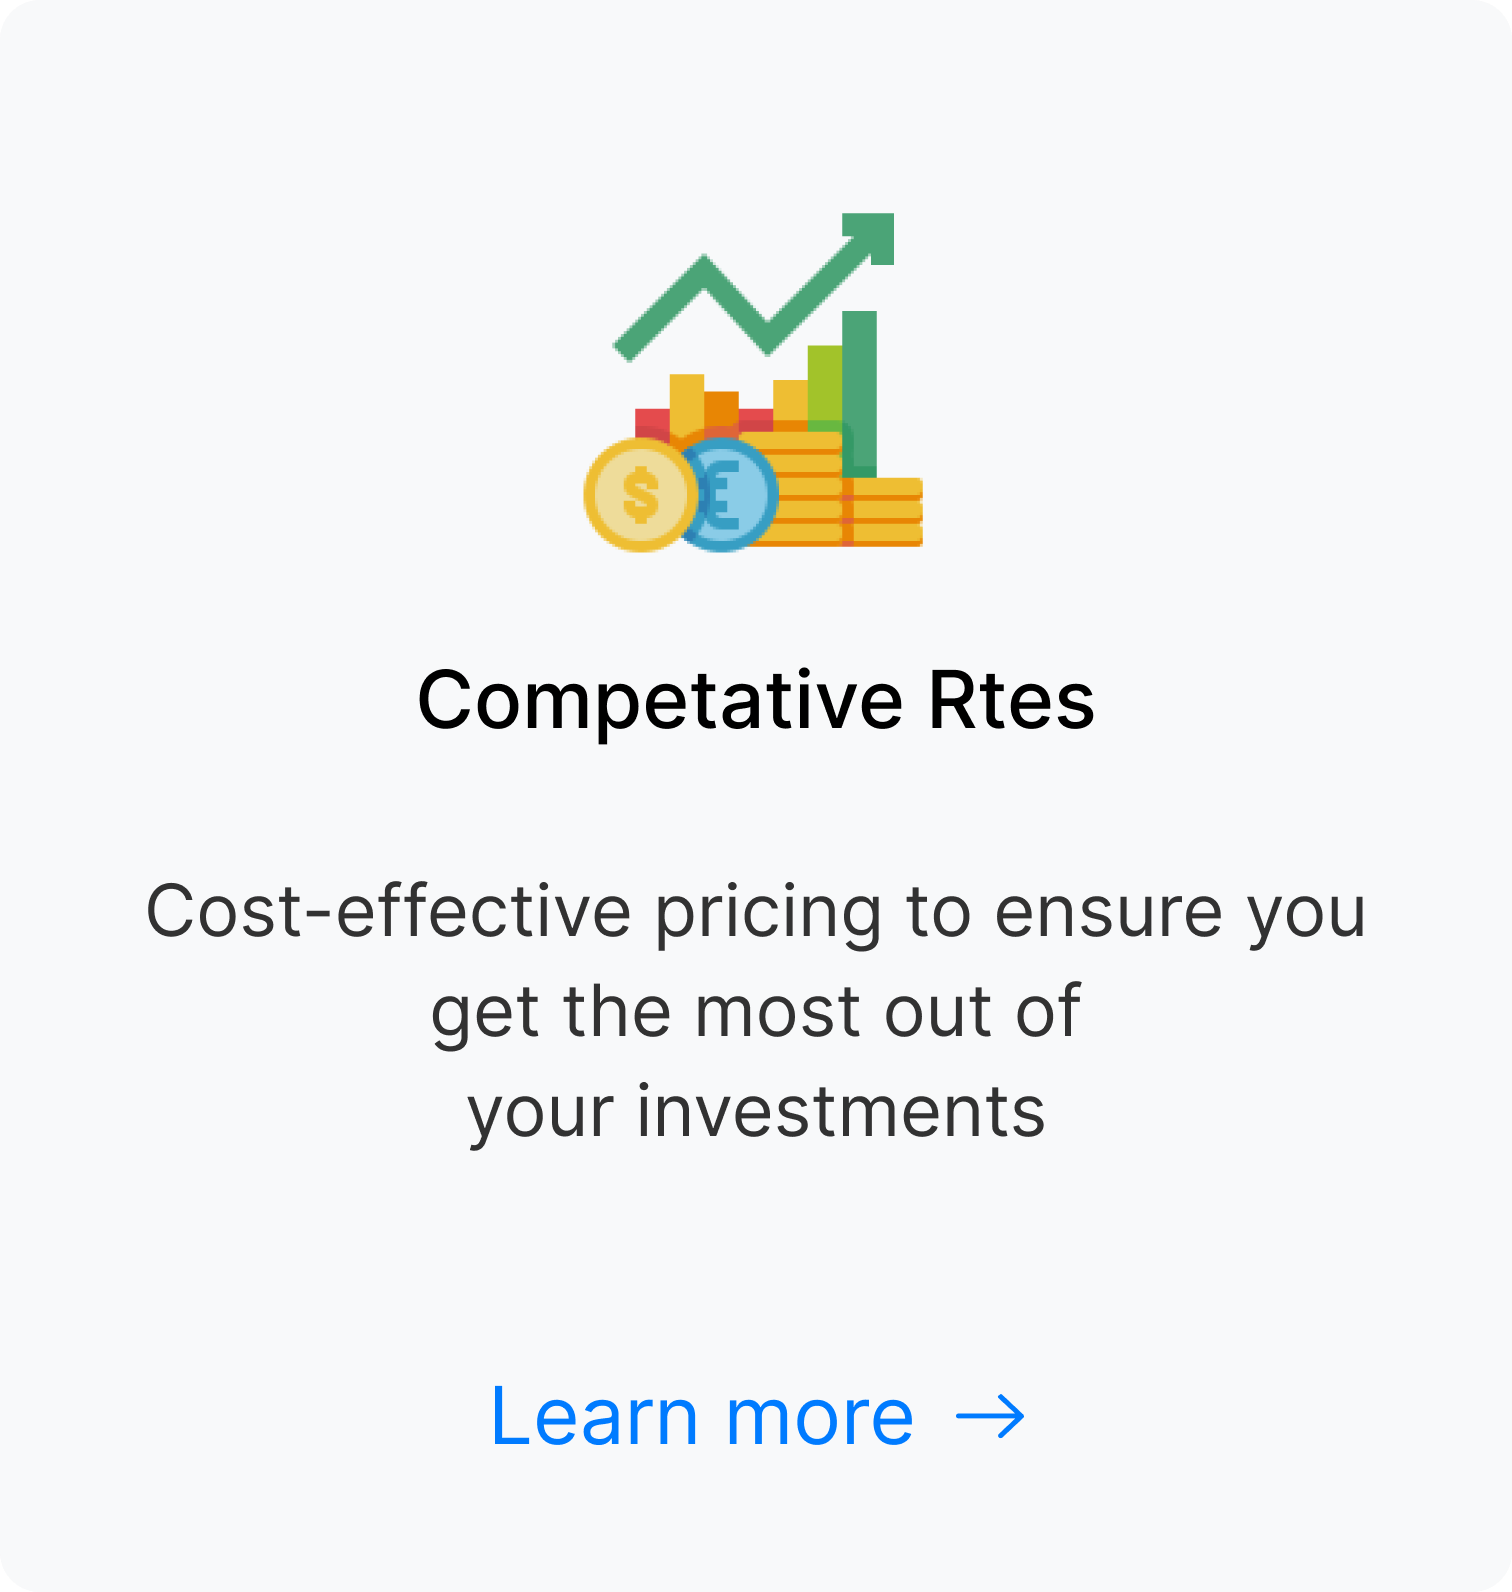 $ €
Competative Rtes
Cost-effective pricing to ensure you
get the most out of
your investments
Learn more →